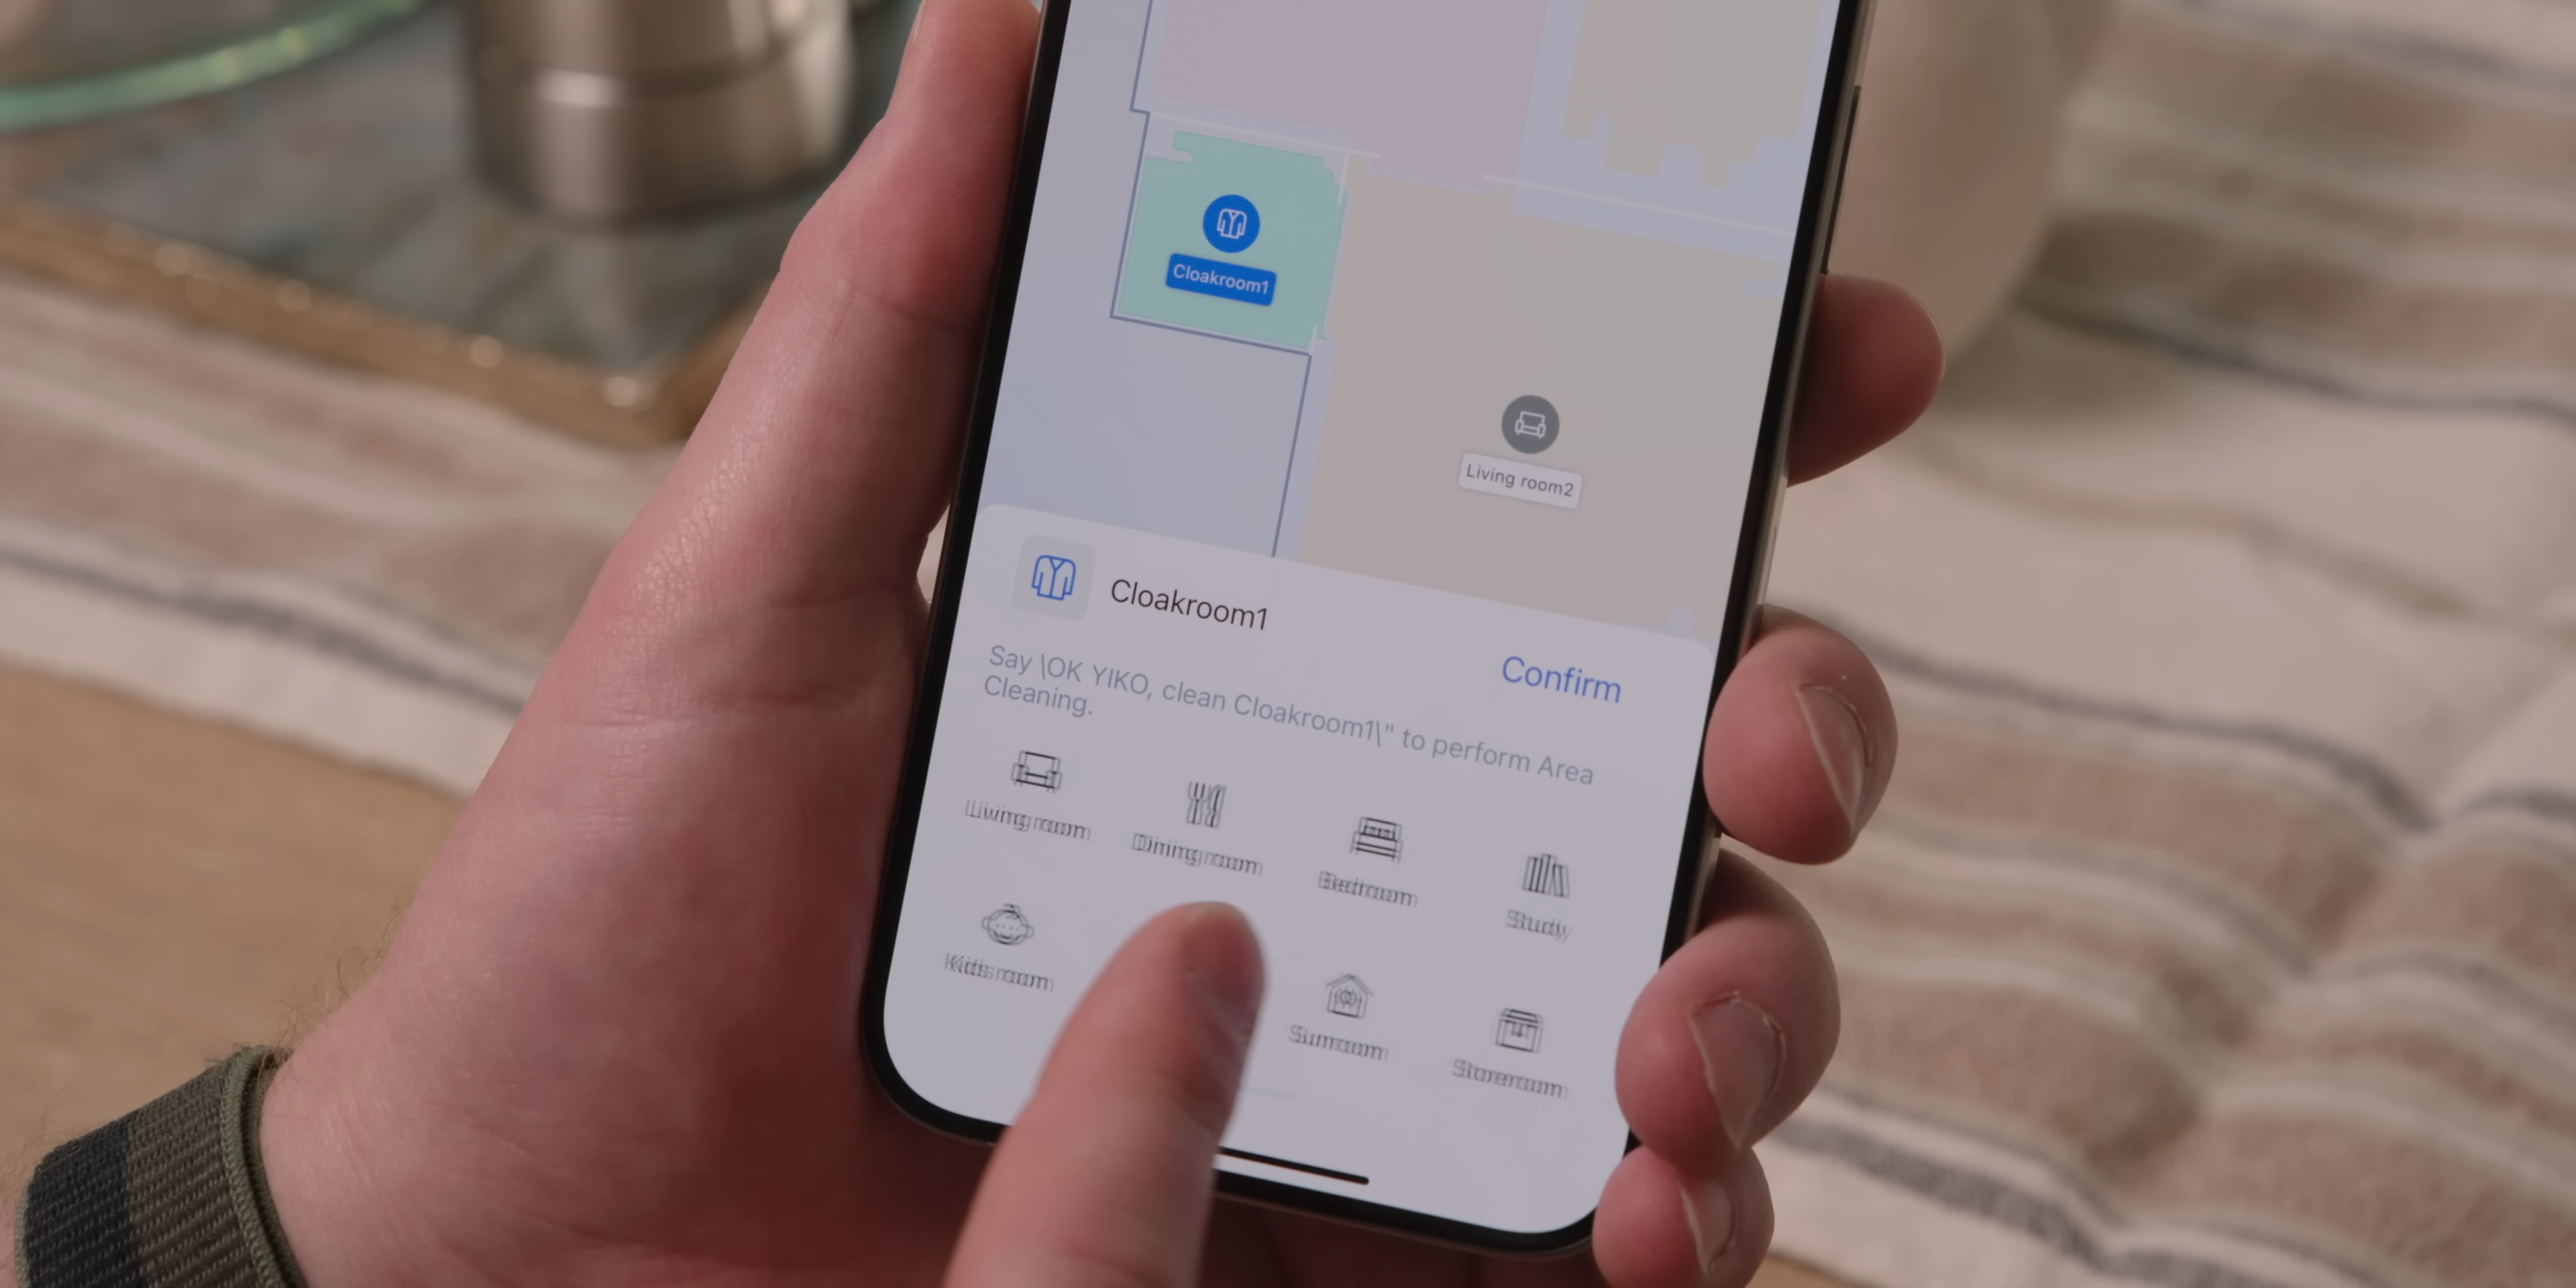 Cloakroom1
Living room2
Cloakroom1
Confirm
Say \OK YIKO, clean Cloakroom1\" to perform Area
Cleaning.
Living room
Dining room
Bedroom
Study
Kids room
Sunroom
Storeroom